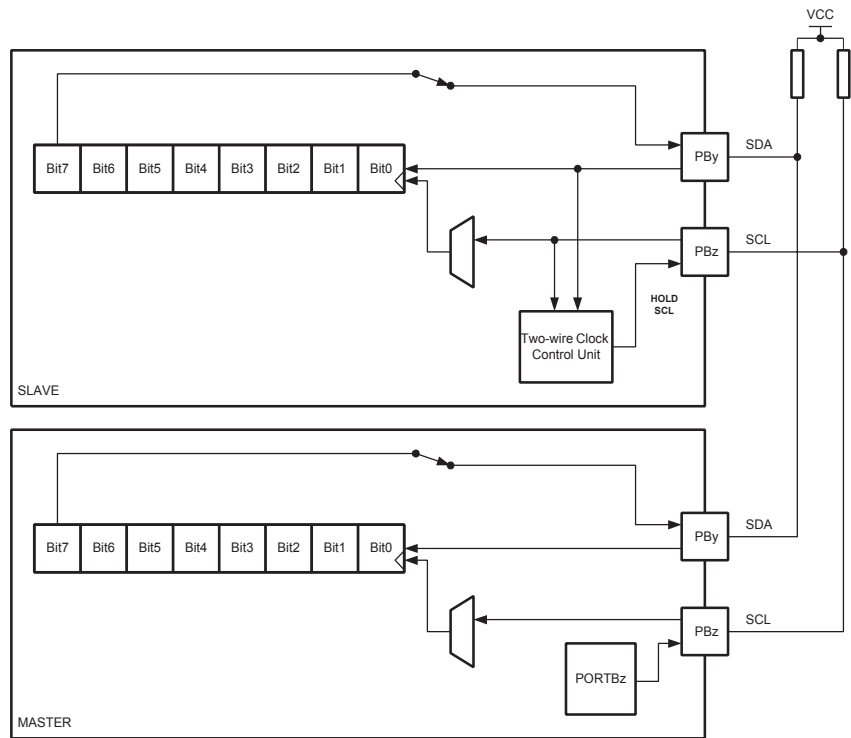 VCC
Bit7 Bit6 Bit5 Bit4 Bit3 Bit2 Bit1 Bit0
PBy
SDA
PBz
SCL
HOLD
SCL
Two-wire Clock
Control Unit
SLAVE
Bit7 Bit6 Bit5 Bit4 Bit3 Bit2 Bit1 Bit0
PBy
SDA
PBz
SCL
PORTBz
MASTER